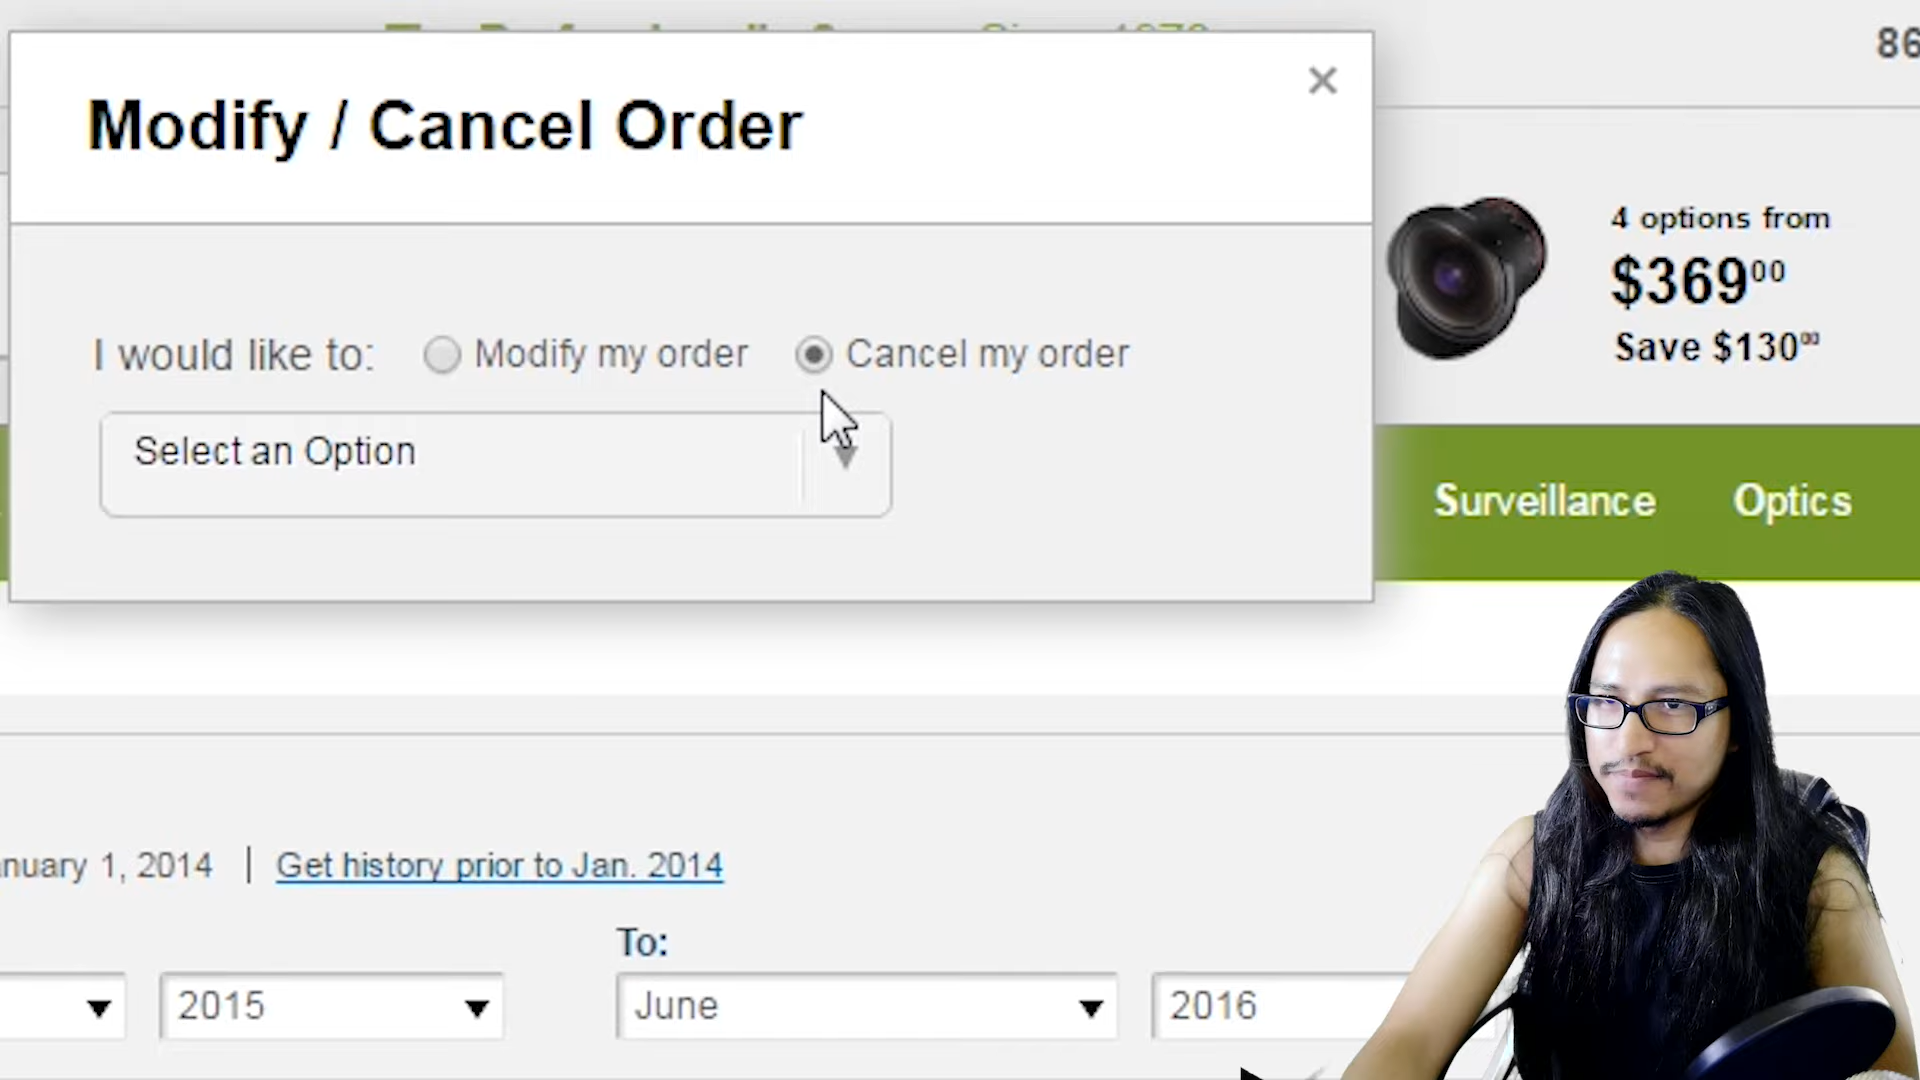 86
Modify / Cancel Order
4 options from
$369⁰⁰
Save $130⁰⁰
I would like to: Modify my order Cancel my order
Select an Option
Surveillance Optics
anuary 1, 2014 | Get history prior to Jan. 2014
To:
2015 June 2016